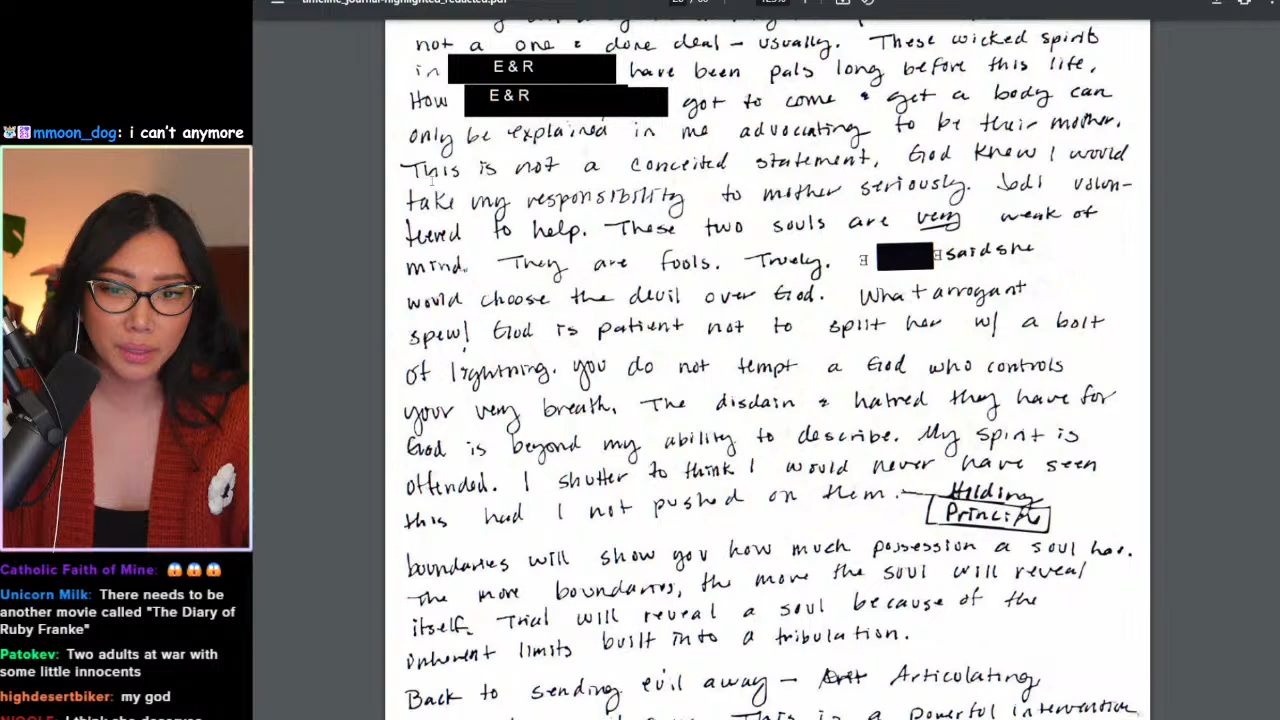 timeline_journal-highlighted_redacted.pdf
not a one & done deal – usually. These wicked spirits
in E & R have been pals long before this life.
How E & R got to come & get a body can
only be explained in me advocating to be their mother.
This is not a conceited statement. God knew I would
take my responsibility to mother seriously. Jodi volun-
teered to help. These two souls are very weak of
mind. They are fools. Truely. E E said she
would choose the devil over God. What arrogant
spew! God is patient not to split her w/ a bolt
of lightning. You do not tempt a God who controls
your very breath. The disdain & hatred they have for
God is beyond my ability to describe. My spirit is
offended. I shutter to think I would never have seen
this had I not pushed on them. – Holding
Principle
boundaries will show you how much possession a soul has.
The more boundaries, the more the soul will reveal
itself. Trial will reveal a soul because of the
inherent limits built into a tribulation.
Back to sending evil away – Articulating
This is a powerful intervention
mmoon_dog: i can't anymore
Catholic Faith of Mine: 😱😱😱
Unicorn Milk: There needs to be
another movie called "The Diary of
Ruby Franke"
Patokev: Two adults at war with
some little innocents
highdesertbiker: my god